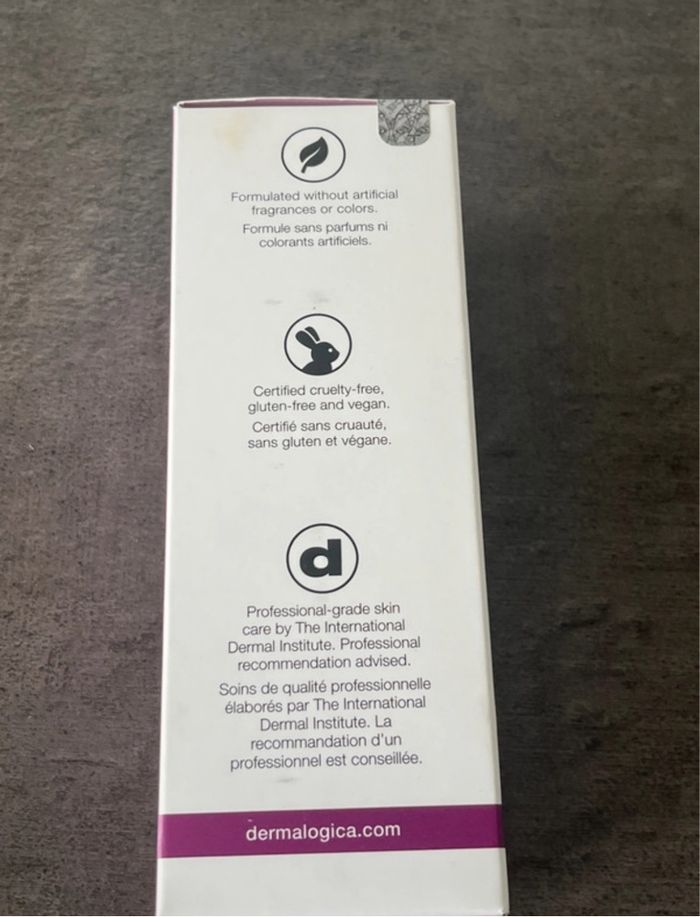 Formulated without artificial
fragrances or colors.
Formule sans parfums ni
colorants artificiels.
Certified cruelty-free,
gluten-free and vegan.
Certifié sans cruauté,
sans gluten et végane.
d
Professional-grade skin
care by The International
Dermal Institute. Professional
recommendation advised.
Soins de qualité professionnelle
élaborés par The International
Dermal Institute. La
recommandation d'un
professionnel est conseillée.
dermalogica.com